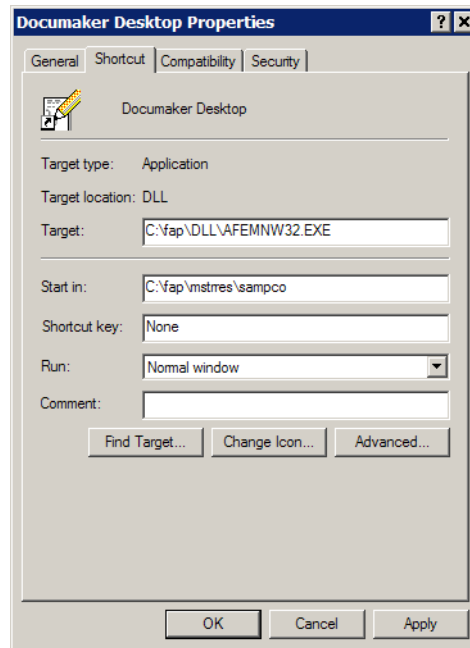 Documaker Desktop Properties
General Shortcut Compatibility Security
Documaker Desktop
Target type: Application
Target location: DLL
Target: C:\fap\DLL\AFEMNW32.EXE
Start in: C:\fap\mstrres\sampco
Shortcut key: None
Run: Normal window
Comment:
Find Target... Change Icon... Advanced...
OK Cancel Apply